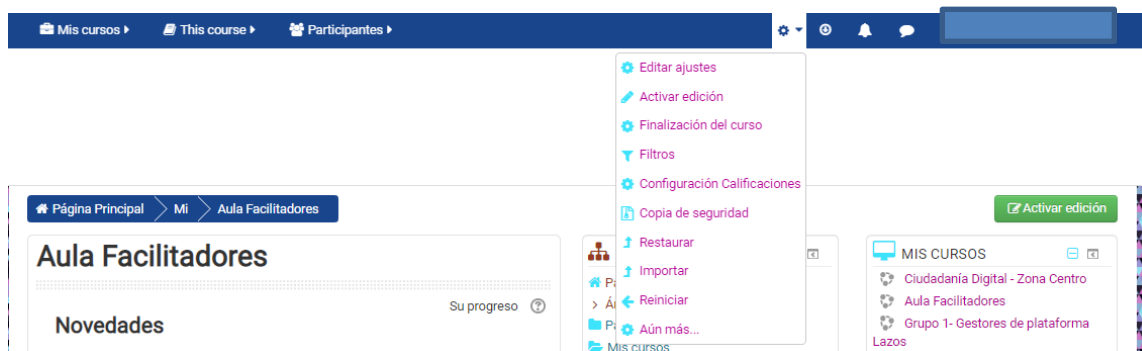 Mis cursos
This course
Participantes
Editar ajustes
Activar edición
Finalización del curso
Filtros
Configuración Calificaciones
Copia de seguridad
Restaurar
Importar
Reiniciar
Aún más...
Página Principal
Mi
Aula Facilitadores
Activar edición
Aula Facilitadores
Su progreso
Novedades
Mis cursos
MIS CURSOS
Ciudadanía Digital - Zona Centro
Aula Facilitadores
Grupo 1- Gestores de plataforma
Lazos